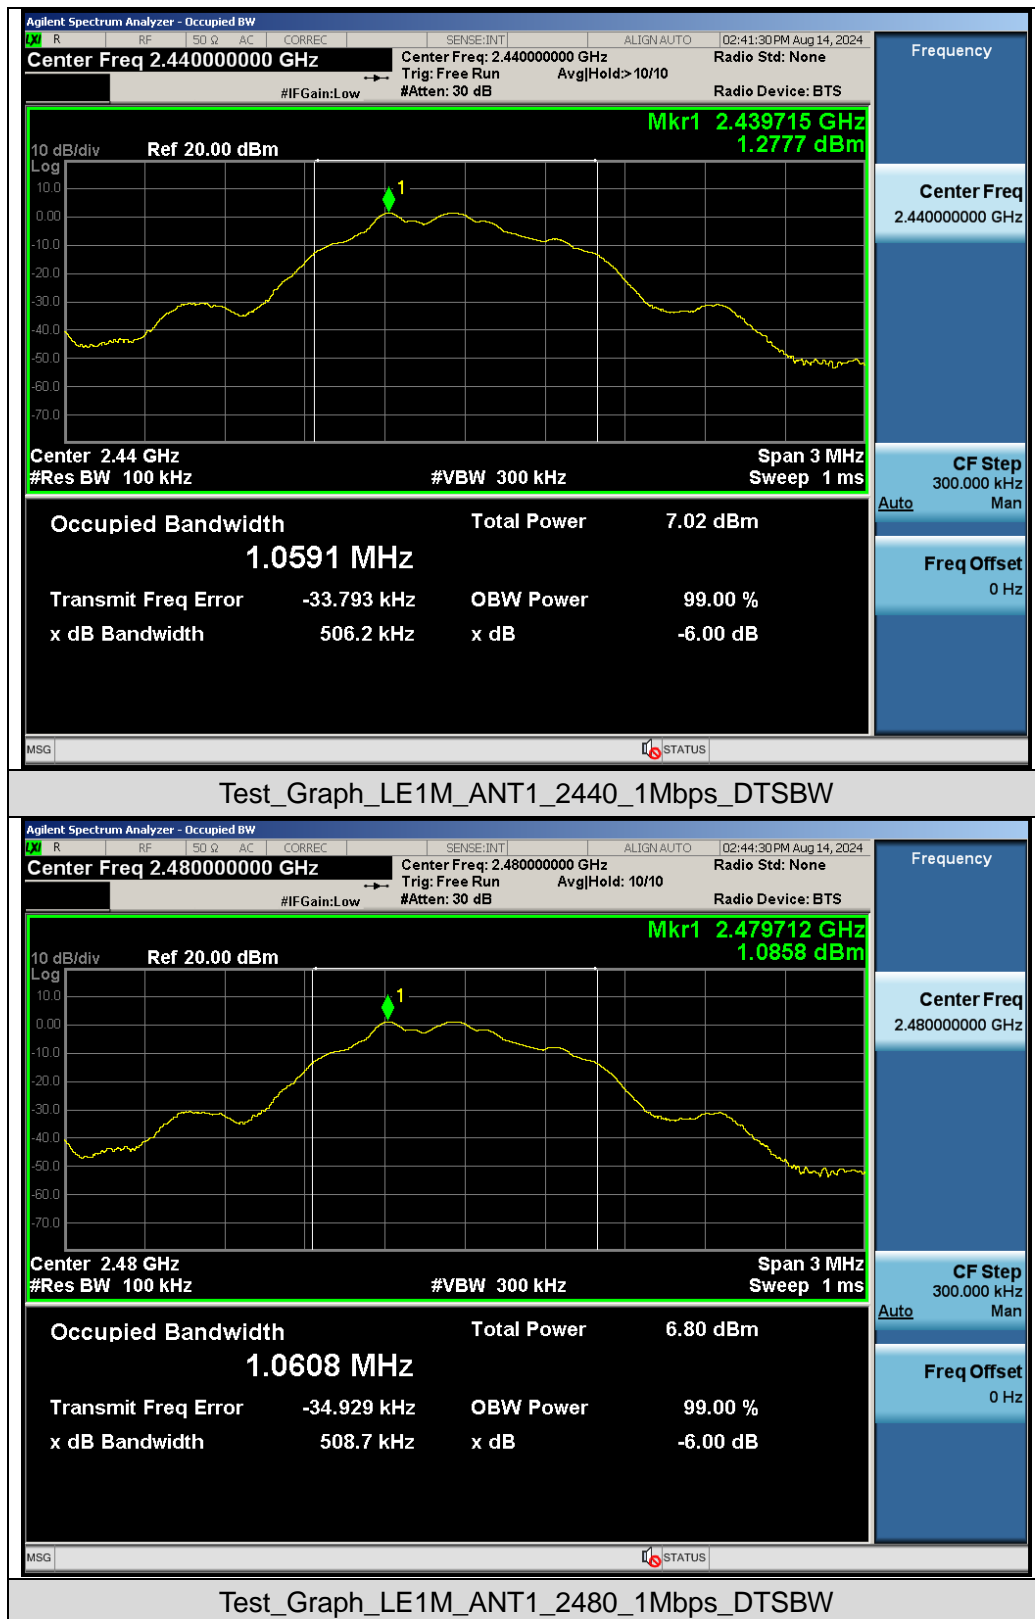 Agilent Spectrum Analyzer - Occupied BW
LXI R RF 50 Ω AC CORREC SENSE:INT ALIGN AUTO 02:41:30 PM Aug 14, 2024
Center Freq 2.440000000 GHz
Center Freq: 2.440000000 GHz Radio Std: None
Trig: Free Run Avg|Hold:>10/10
#IFGain:Low #Atten: 30 dB Radio Device: BTS
Frequency
Mkr1 2.439715 GHz
1.2777 dBm
10 dB/div Ref 20.00 dBm
Log
10.0
0.00
-10.0
-20.0
-30.0
-40.0
-50.0
-60.0
-70.0
1
Center 2.44 GHz Span 3 MHz
#Res BW 100 kHz #VBW 300 kHz Sweep 1 ms
Center Freq
2.440000000 GHz
CF Step
300.000 kHz
Auto Man
Freq Offset
0 Hz
Occupied Bandwidth Total Power 7.02 dBm
1.0591 MHz
Transmit Freq Error -33.793 kHz OBW Power 99.00 %
x dB Bandwidth 506.2 kHz x dB -6.00 dB
MSG STATUS
Test_Graph_LE1M_ANT1_2440_1Mbps_DTSBW
Agilent Spectrum Analyzer - Occupied BW
LXI R RF 50 Ω AC CORREC SENSE:INT ALIGN AUTO 02:44:30 PM Aug 14, 2024
Center Freq 2.480000000 GHz
Center Freq: 2.480000000 GHz Radio Std: None
Trig: Free Run Avg|Hold: 10/10
#IFGain:Low #Atten: 30 dB Radio Device: BTS
Frequency
Mkr1 2.479712 GHz
1.0858 dBm
10 dB/div Ref 20.00 dBm
Log
10.0
0.00
-10.0
-20.0
-30.0
-40.0
-50.0
-60.0
-70.0
1
Center 2.48 GHz Span 3 MHz
#Res BW 100 kHz #VBW 300 kHz Sweep 1 ms
Center Freq
2.480000000 GHz
CF Step
300.000 kHz
Auto Man
Freq Offset
0 Hz
Occupied Bandwidth Total Power 6.80 dBm
1.0608 MHz
Transmit Freq Error -34.929 kHz OBW Power 99.00 %
x dB Bandwidth 508.7 kHz x dB -6.00 dB
MSG STATUS
Test_Graph_LE1M_ANT1_2480_1Mbps_DTSBW